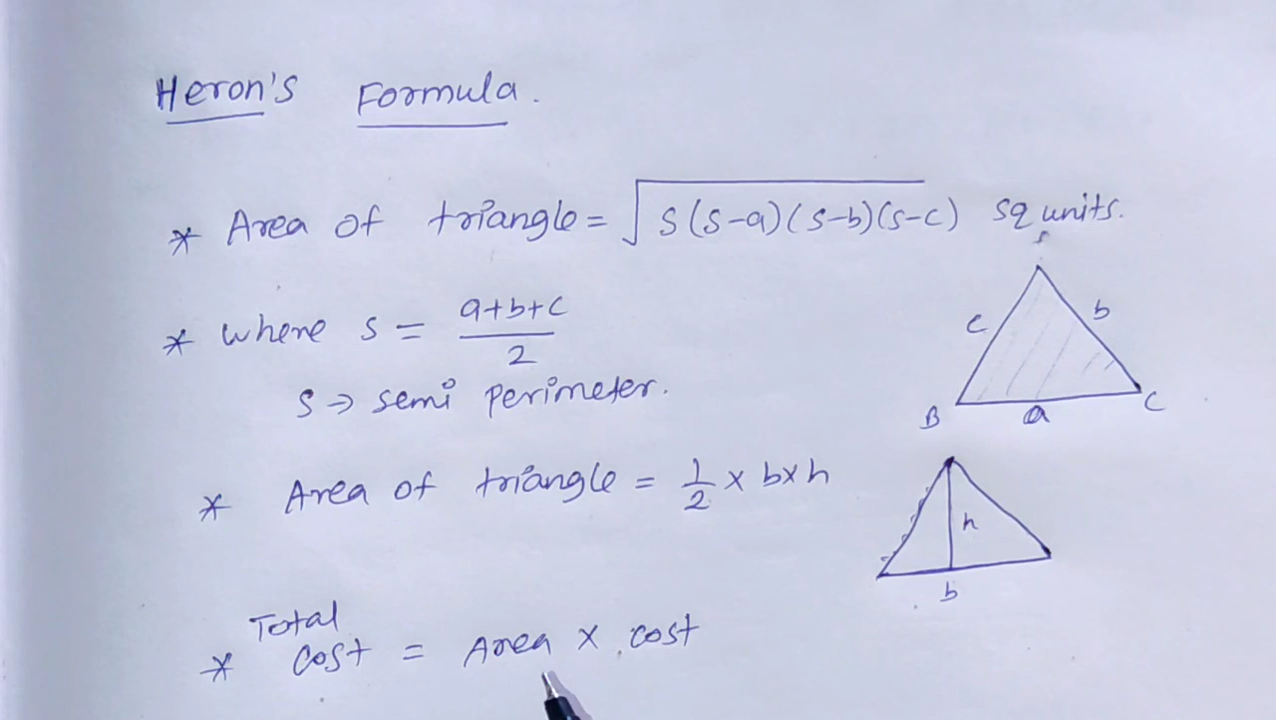 Heron's Formula.
* Area of triangle = √s(s-a)(s-b)(s-c) sq units.
* where s = a+b+c
2
s → semi perimeter.
c b
B a C
* Area of triangle = 1/2 × b×h
h
b
* Total cost = Area × cost